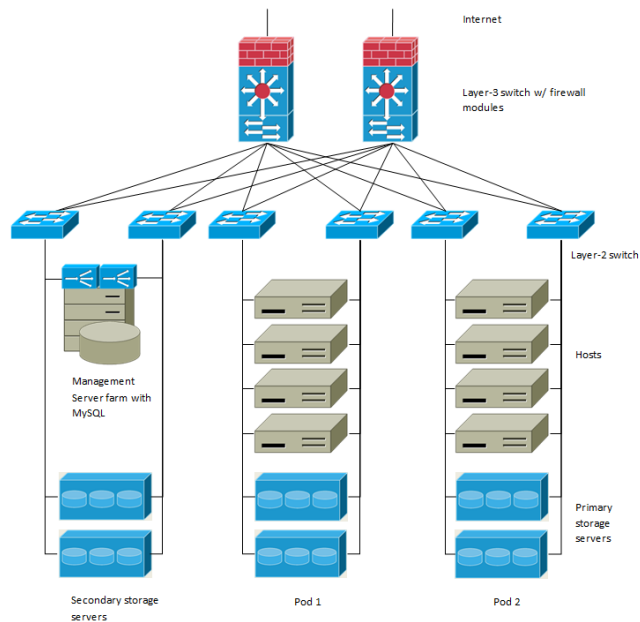 Internet
Layer-3 switch w/ firewall
modules
Layer-2 switch
Management
Server farm with
MySQL
Hosts
Primary
storage
servers
Secondary storage
servers
Pod 1
Pod 2